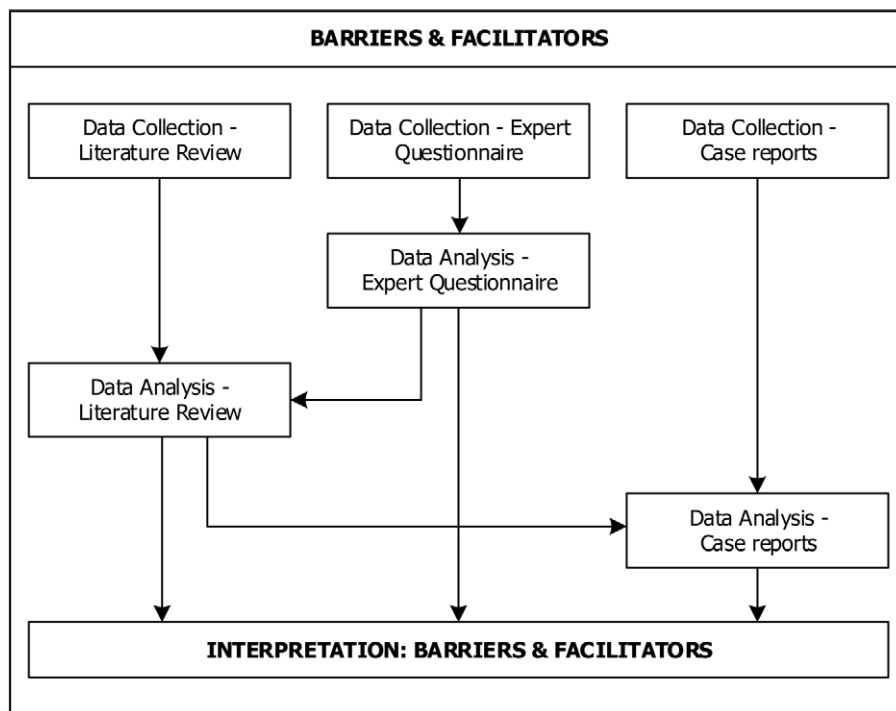 BARRIERS & FACILITATORS
Data Collection -
Literature Review
Data Collection - Expert
Questionnaire
Data Collection -
Case reports
Data Analysis -
Expert Questionnaire
Data Analysis -
Literature Review
Data Analysis -
Case reports
INTERPRETATION: BARRIERS & FACILITATORS